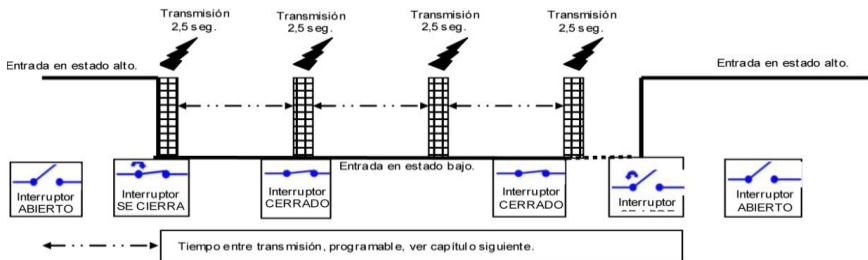 Transmisión
2,5 seg.
Transmisión
2,5 seg.
Transmisión
2,5 seg.
Transmisión
2,5 seg.
Entrada en estado alto.
Entrada en estado alto.
Entrada en estado bajo.
Interruptor
ABIERTO
Interruptor
SE CIERRA
Interruptor
CERRADO
Interruptor
CERRADO
Interruptor
Interruptor
ABIERTO
Tiempo entre transmisión, programable, ver capítulo siguiente.